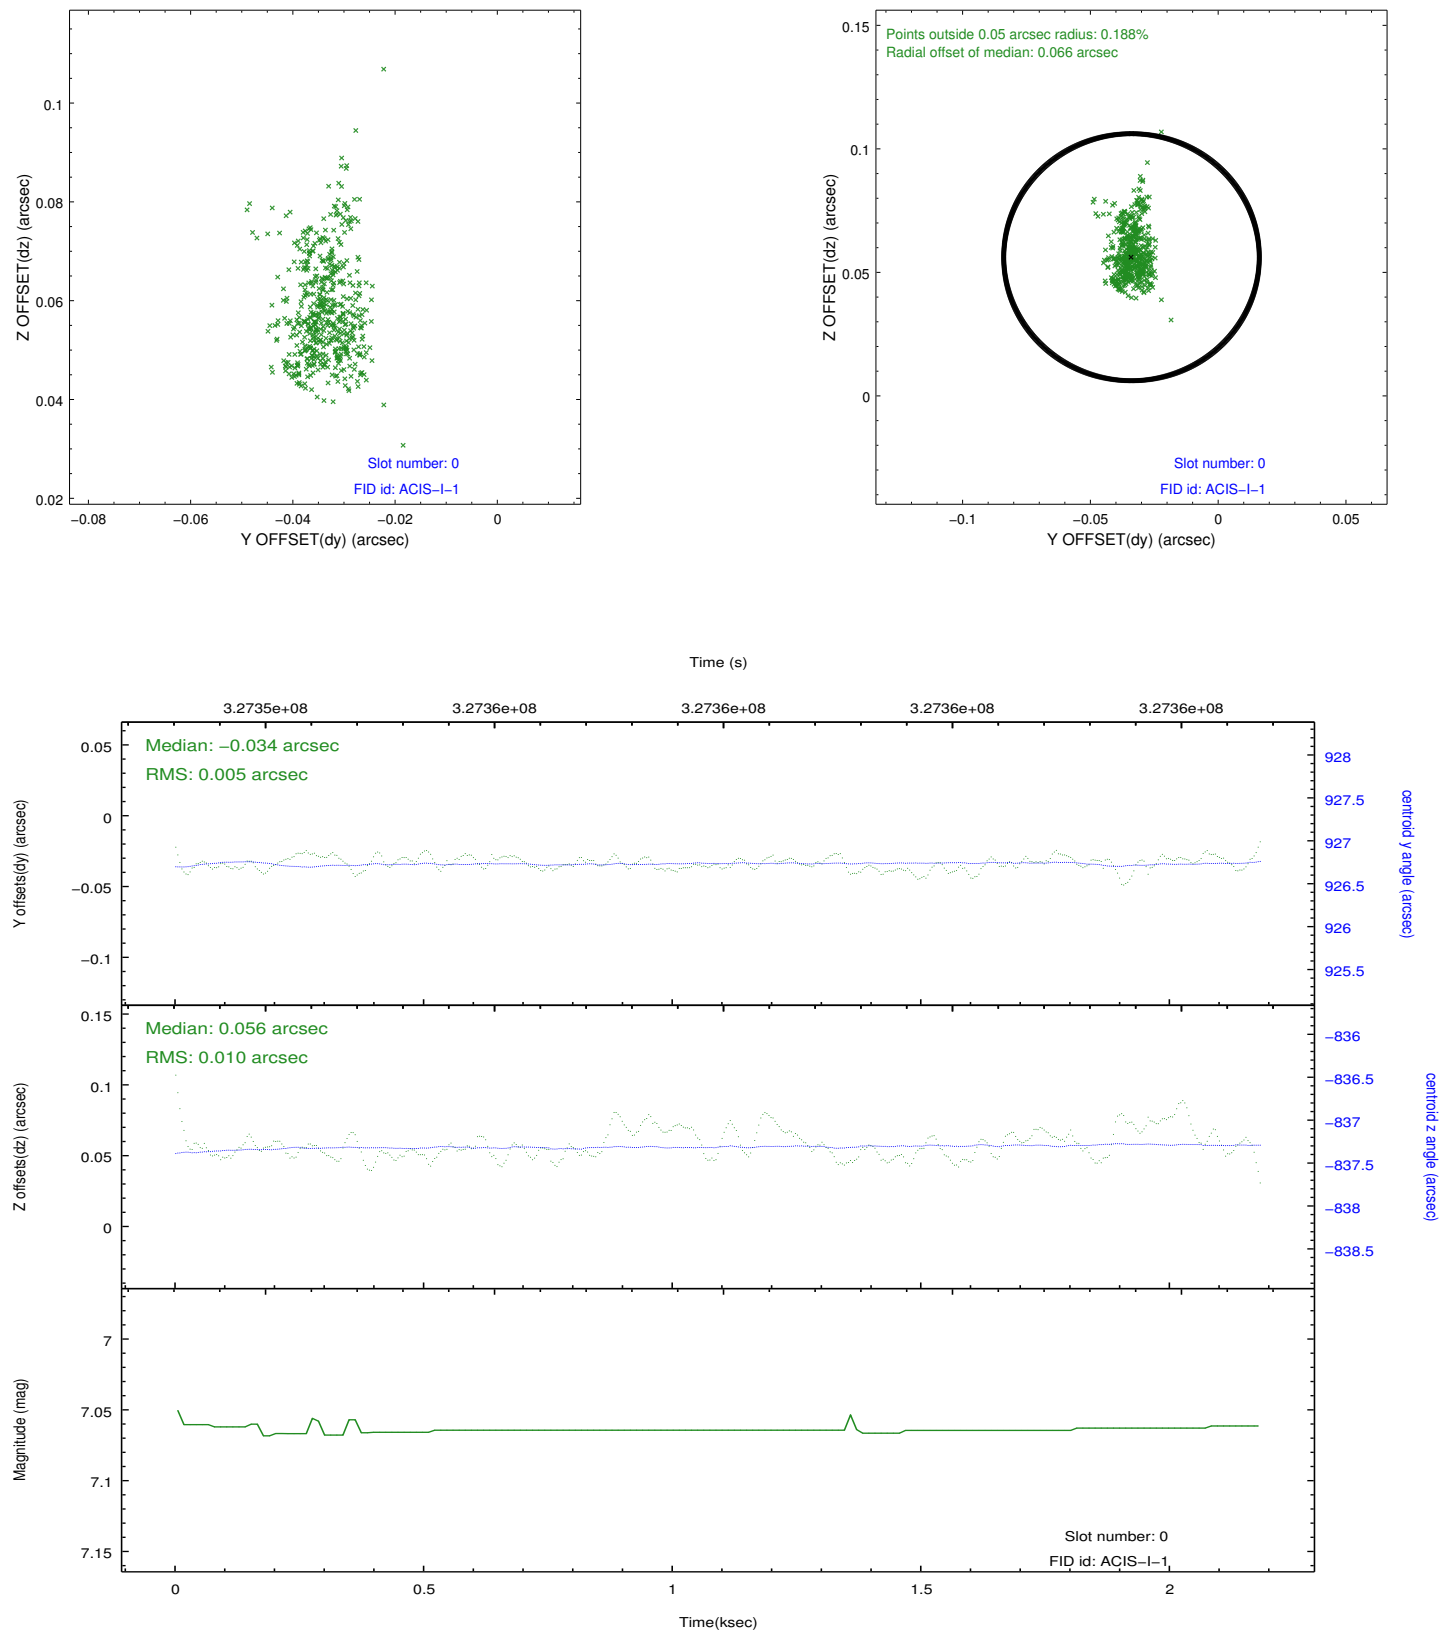 0.1
0.08
0.06
0.04
0.02
Z OFFSET(dz) (arcsec)
Slot number: 0
FID id: ACIS−I−1
−0.08
−0.06
−0.04
−0.02
0
Y OFFSET(dy) (arcsec)
0.15
0.1
0.05
0
Z OFFSET(dz) (arcsec)
Points outside 0.05 arcsec radius: 0.188%
Radial offset of median: 0.066 arcsec
Slot number: 0
FID id: ACIS−I−1
−0.1
−0.05
0
0.05
Y OFFSET(dy) (arcsec)
Time (s)
3.2735e+08
3.2736e+08
3.2736e+08
3.2736e+08
3.2736e+08
Y offsets(dy) (arcsec)
0.05
0
−0.05
−0.1
Median: −0.034 arcsec
RMS: 0.005 arcsec
928
927.5
927
926.5
926
925.5
centroid y angle (arcsec)
Z offsets(dz) (arcsec)
0.15
0.1
0.05
0
Median: 0.056 arcsec
RMS: 0.010 arcsec
−836
−836.5
−837
−837.5
−838
−838.5
centroid z angle (arcsec)
Magnitude (mag)
7
7.05
7.1
7.15
Slot number: 0
FID id: ACIS−I−1
0
0.5
1
1.5
2
Time(ksec)